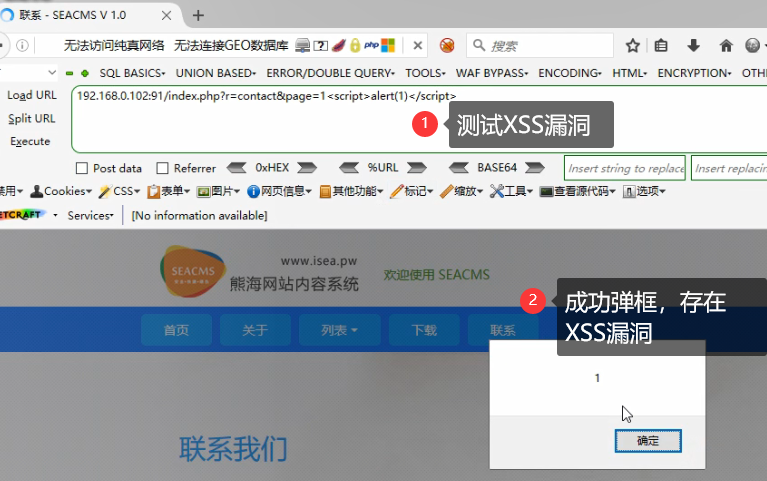 联系 - SEACMS V 1.0
无法访问纯真网络 无法连接GEO数据库 php 搜索
SQL BASICS UNION BASED ERROR/DOUBLE QUERY TOOLS WAF BYPASS ENCODING HTML ENCRYPTION OTH
Load URL 192.168.0.102:91/index.php?r=contact&page=1<script>alert(1)</script>
Split URL
Execute
1 测试XSS漏洞
Post data Referrer 0xHEX %URL BASE64 Insert string to replace Insert replacing
禁用 Cookies CSS 表单 图片 网页信息 其他功能 标记 缩放 工具 查看源代码 选项
ETCRAFT Services [No information available]
SEACMS
www.isea.pw
熊海网站内容系统
欢迎使用 SEACMS
2 成功弹框，存在
XSS漏洞
首页 关于 列表 下载 联系
1
确定
联系我们